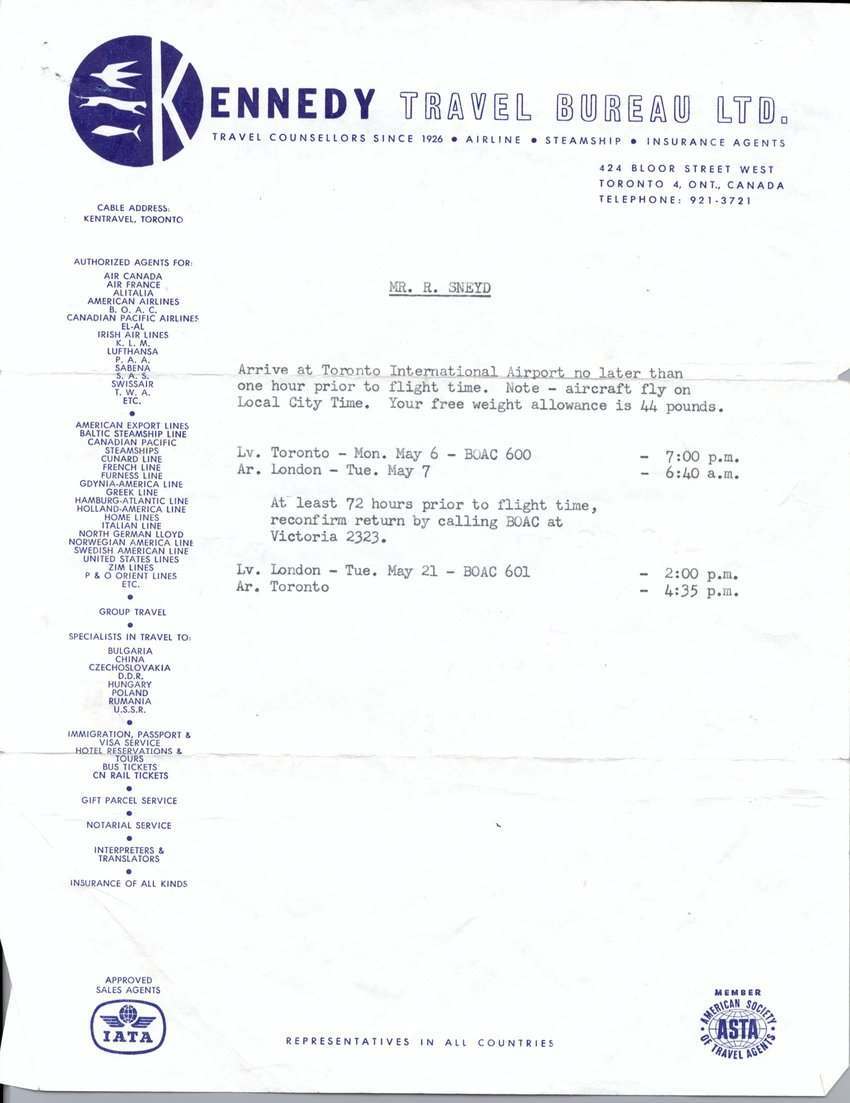 KENNEDY TRAVEL BUREAU LTD.
TRAVEL COUNSELLORS SINCE 1926 • AIRLINE • STEAMSHIP • INSURANCE AGENTS
424 BLOOR STREET WEST
TORONTO 4, ONT., CANADA
TELEPHONE: 921-3721
CABLE ADDRESS:
KENTRAVEL, TORONTO
AUTHORIZED AGENTS FOR:
AIR CANADA
AIR FRANCE
ALITALIA
AMERICAN AIRLINES
B. O. A. C.
CANADIAN PACIFIC AIRLINES
EL-AL
IRISH AIR LINES
K. L. M.
LUFTHANSA
P. A. A.
SABENA
S. A. S.
SWISSAIR
T. W. A.
ETC.
•
AMERICAN EXPORT LINES
BALTIC STEAMSHIP LINE
CANADIAN PACIFIC
STEAMSHIPS
CUNARD LINE
FRENCH LINE
FURNESS LINE
GDYNIA-AMERICA LINE
GREEK LINE
HAMBURG-ATLANTIC LINE
HOLLAND-AMERICA LINE
HOME LINES
ITALIAN LINE
NORTH GERMAN LLOYD
NORWEGIAN AMERICA LINE
SWEDISH AMERICAN LINE
UNITED STATES LINES
ZIM LINES
P & O ORIENT LINES
ETC.
•
GROUP TRAVEL
•
SPECIALISTS IN TRAVEL TO:
BULGARIA
CHINA
CZECHOSLOVAKIA
D.D.R.
HUNGARY
POLAND
RUMANIA
U.S.S.R.
•
IMMIGRATION, PASSPORT &
VISA SERVICE
HOTEL RESERVATIONS &
TOURS
BUS TICKETS
CN RAIL TICKETS
•
GIFT PARCEL SERVICE
•
NOTARIAL SERVICE
•
INTERPRETERS &
TRANSLATORS
•
INSURANCE OF ALL KINDS
MR. R. SNEYD
Arrive at Toronto International Airport no later than
one hour prior to flight time. Note - aircraft fly on
Local City Time. Your free weight allowance is 44 pounds.
Lv. Toronto - Mon. May 6 - BOAC 600 - 7:00 p.m.
Ar. London - Tue. May 7 - 6:40 a.m.
At least 72 hours prior to flight time,
reconfirm return by calling BOAC at
Victoria 2323.
Lv. London - Tue. May 21 - BOAC 601 - 2:00 p.m.
Ar. Toronto - 4:35 p.m.
APPROVED
SALES AGENTS
IATA
REPRESENTATIVES IN ALL COUNTRIES
MEMBER
AMERICAN SOCIETY
ASTA
OF TRAVEL AGENTS